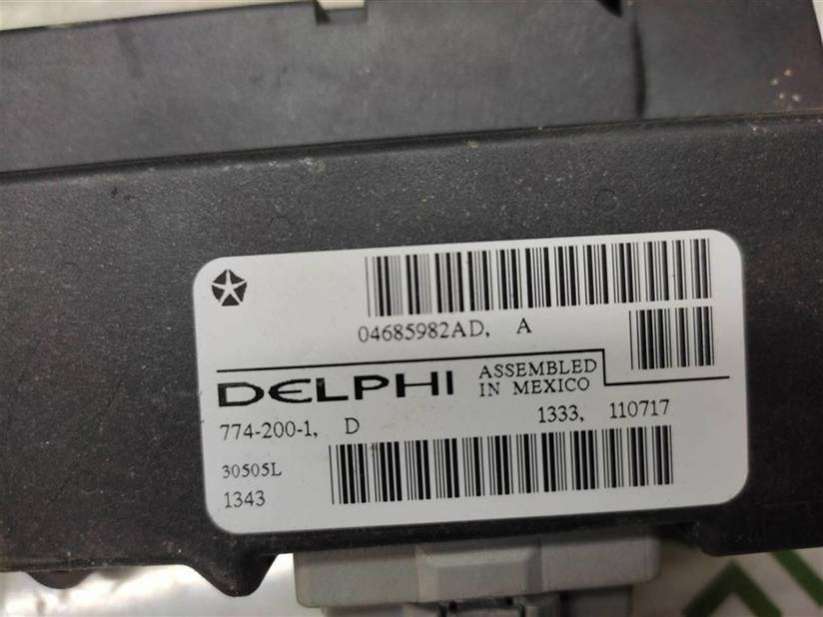 04685982AD, A
DELPHI
ASSEMBLED
IN MEXICO
774-200-1, D
1333, 110717
30505L
1343